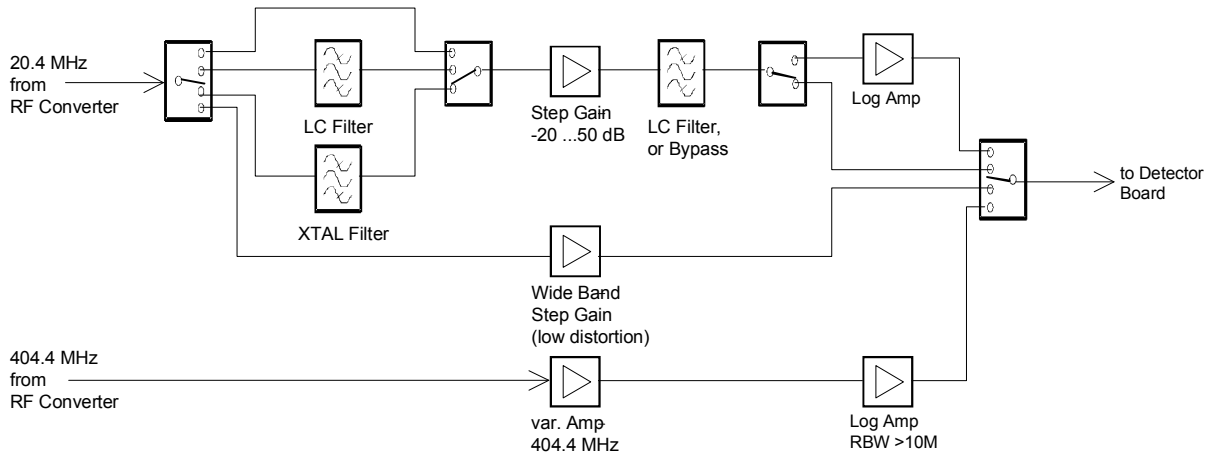 20.4 MHz
from
RF Converter
LC Filter
XTAL Filter
Step Gain
-20 ...50 dB
LC Filter,
or Bypass
Log Amp
to Detector
Board
Wide Band-
Step Gain
(low distortion)
404.4 MHz
from
RF Converter
var. Amp-
404.4 MHz
Log Amp
RBW >10M